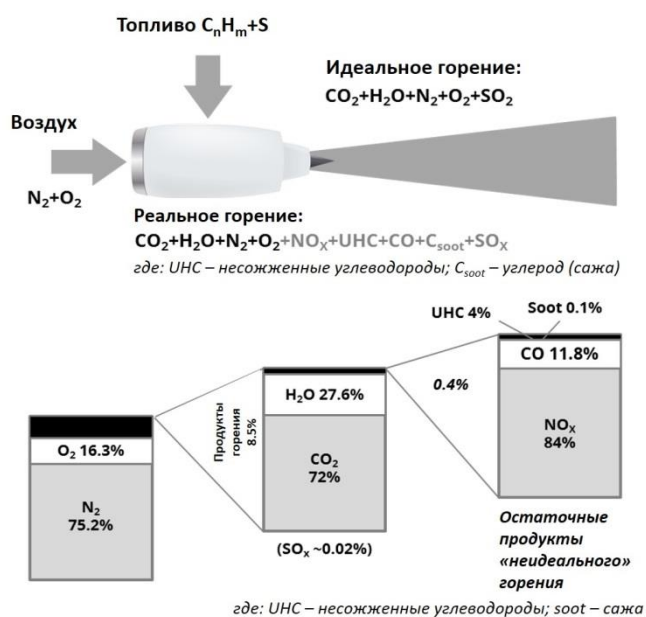 Топливо CnHm+S
Идеальное горение:
CO2+H2O+N2+O2+SO2
Воздух
N2+O2
Реальное горение:
CO2+H2O+N2+O2+NOX+UHC+CO+Csoot+SOX
где: UHC – несожженные углеводороды; Csoot – углерод (сажа)
UHC 4%
Soot 0.1%
CO 11.8%
NOX
84%
0.4%
H2O 27.6%
CO2
72%
Продукты
горения
8.5%
O2 16.3%
N2
75.2%
(SOx ~0.02%)
Остаточные
продукты
«неидеального»
горения
где: UHC – несожженные углеводороды; soot – сажа